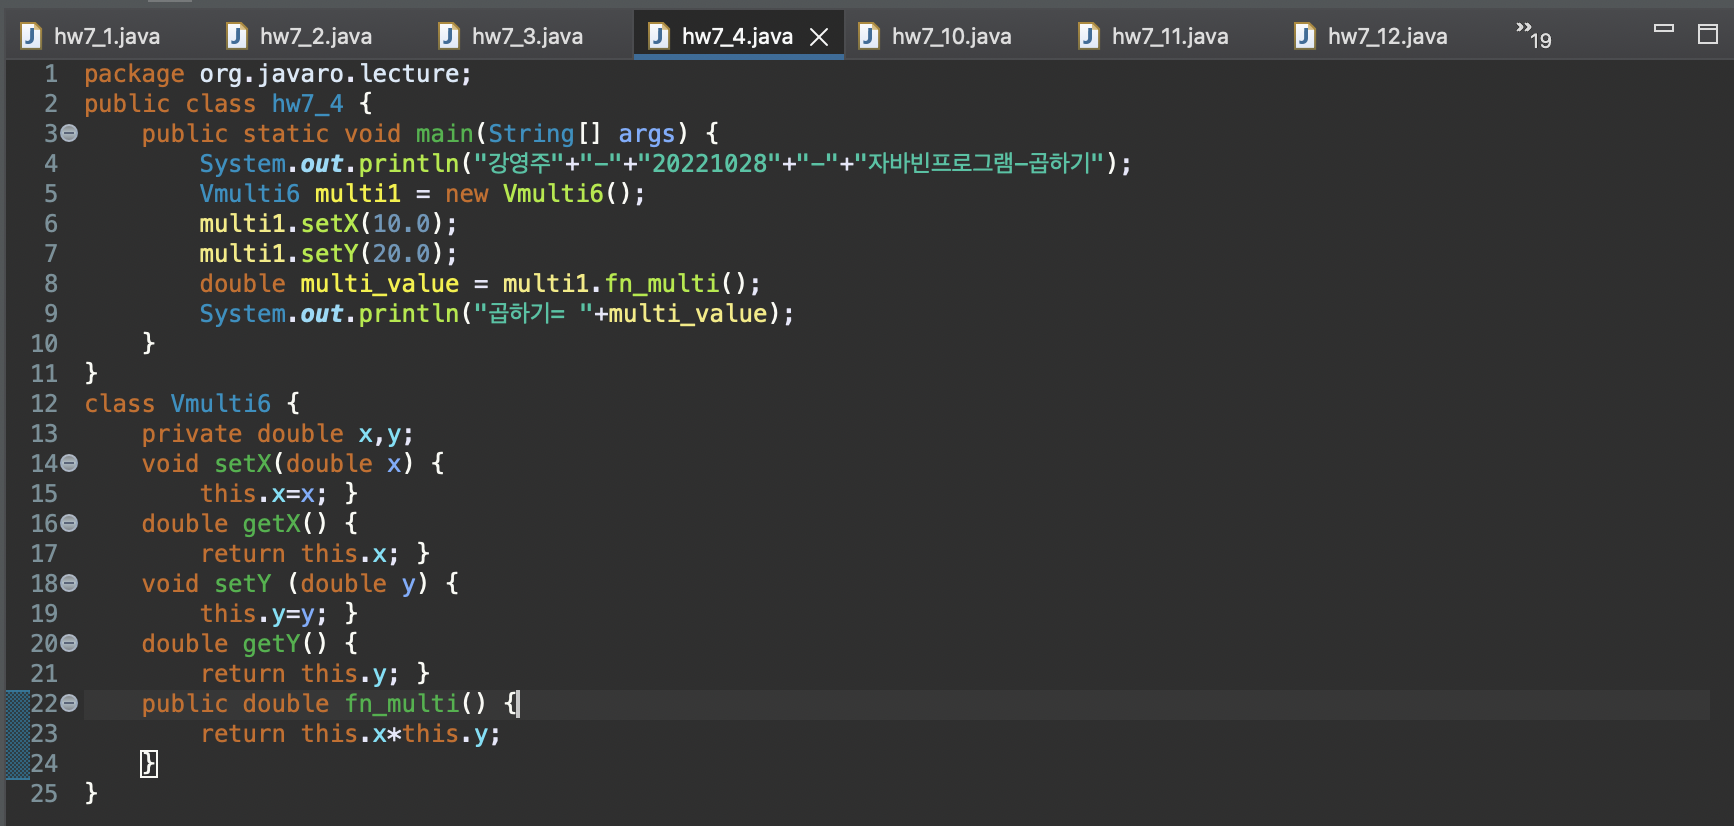 hw7_1.java hw7_2.java hw7_3.java hw7_4.java hw7_10.java hw7_11.java hw7_12.java »19
1 package org.javaro.lecture;
2 public class hw7_4 {
3 public static void main(String[] args) {
4 System.out.println("강영주"+"-"+"20221028"+"-"+"자바빈프로그램-곱하기");
5 Vmulti6 multi1 = new Vmulti6();
6 multi1.setX(10.0);
7 multi1.setY(20.0);
8 double multi_value = multi1.fn_multi();
9 System.out.println("곱하기= "+multi_value);
10 }
11 }
12 class Vmulti6 {
13 private double x,y;
14 void setX(double x) {
15 this.x=x; }
16 double getX() {
17 return this.x; }
18 void setY (double y) {
19 this.y=y; }
20 double getY() {
21 return this.y; }
22 public double fn_multi() {
23 return this.x*this.y;
24 }
25 }